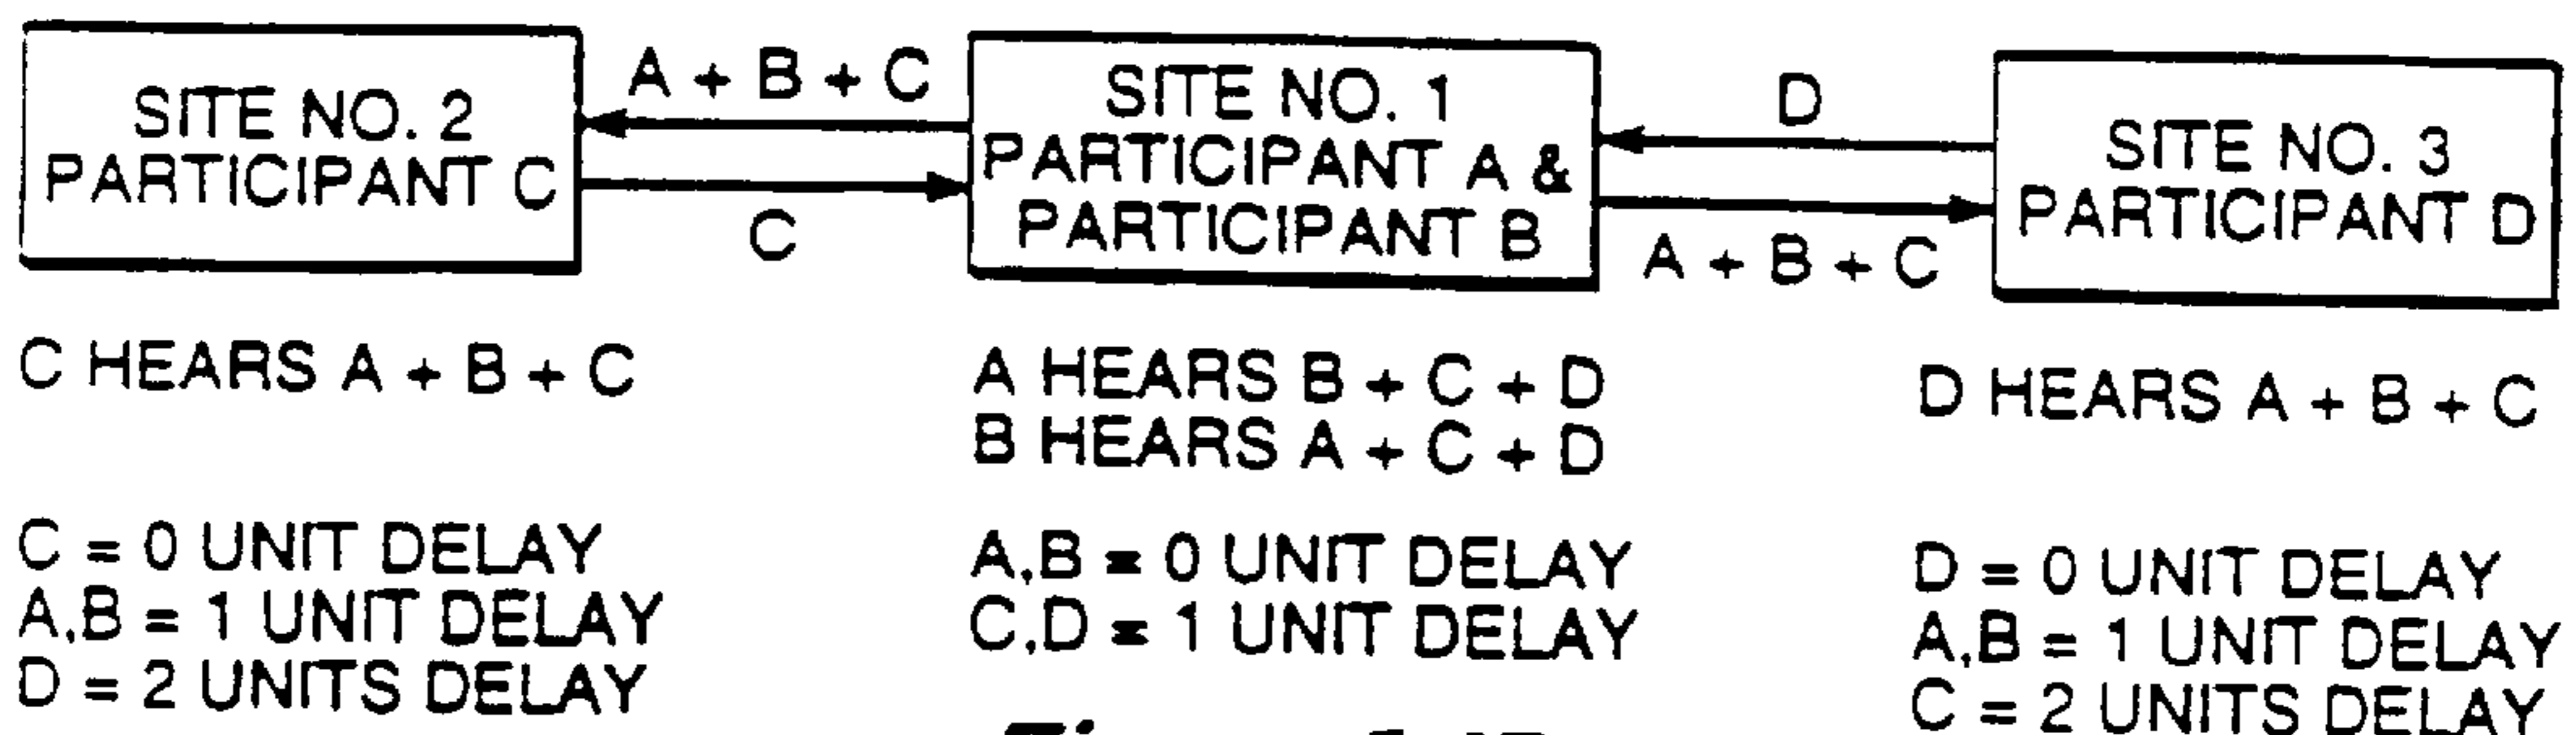 SITE NO. 2
PARTICIPANT C
A + B + C
C
SITE NO. 1
PARTICIPANT A &
PARTICIPANT B
D
A + B + C
SITE NO. 3
PARTICIPANT D
C HEARS A + B + C
A HEARS B + C + D
B HEARS A + C + D
D HEARS A + B + C
C = 0 UNIT DELAY
A,B = 1 UNIT DELAY
D = 2 UNITS DELAY
A,B = 0 UNIT DELAY
C,D = 1 UNIT DELAY
D = 0 UNIT DELAY
A,B = 1 UNIT DELAY
C = 2 UNITS DELAY